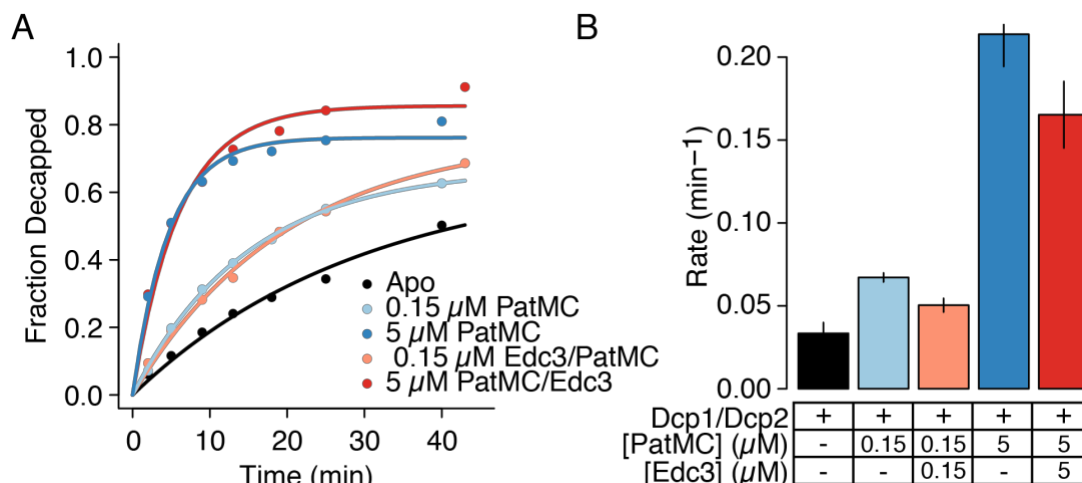 A
1.0
0.8
0.6
0.4
0.2
0.0
Fraction Decapped
0 10 20 30 40
Time (min)
Apo
0.15 µM PatMC
5 µM PatMC
0.15 µM Edc3/PatMC
5 µM PatMC/Edc3
B
0.20
0.15
0.10
0.05
0.00
Rate (min−1)
Dcp1/Dcp2 + + + + +
[PatMC] (µM) - 0.15 0.15 5 5
[Edc3] (µM) - - 0.15 - 5